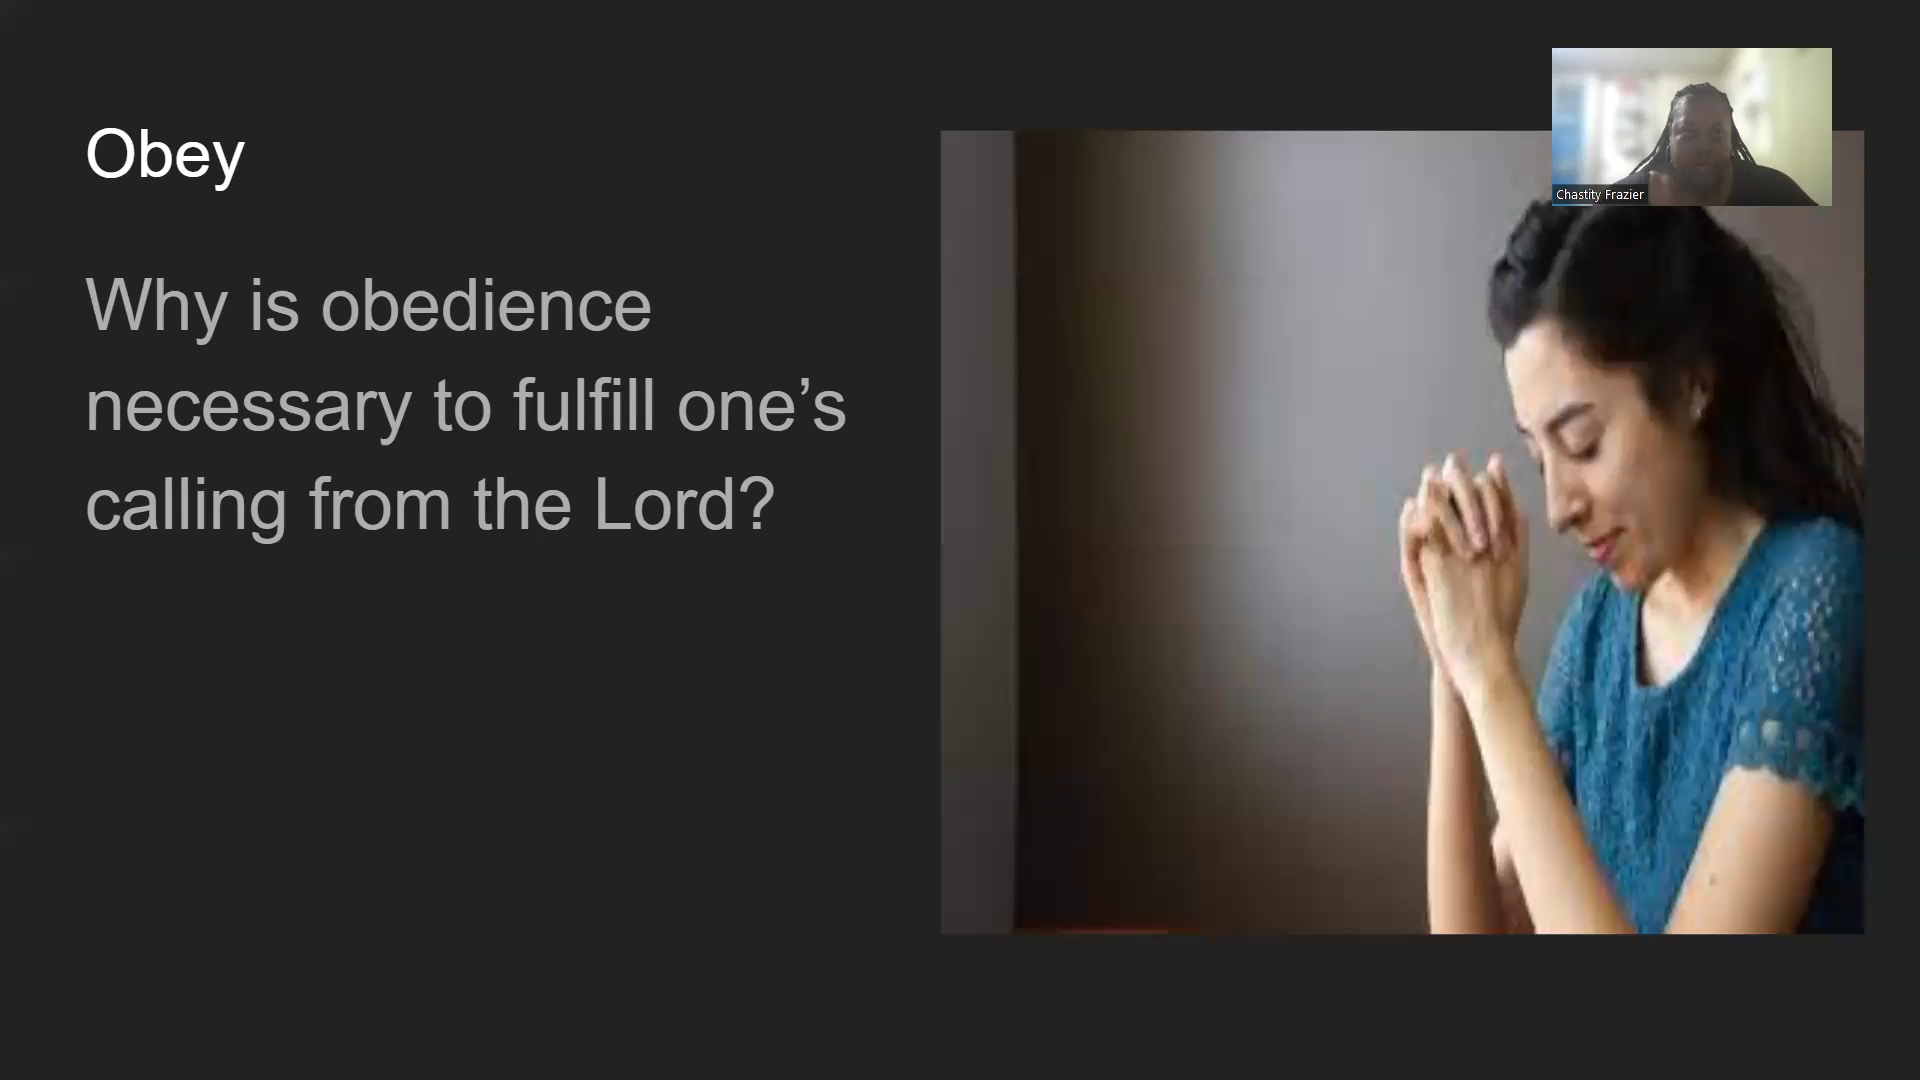 Obey
Why is obedience
necessary to fulfill one’s
calling from the Lord?
Chastity Frazier